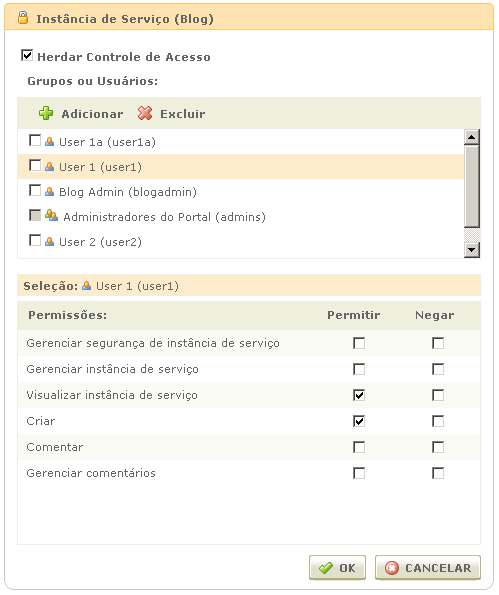 Instância de Serviço (Blog)
Herdar Controle de Acesso
Grupos ou Usuários:
Adicionar Excluir
User 1a (user1a)
User 1 (user1)
Blog Admin (blogadmin)
Administradores do Portal (admins)
User 2 (user2)
Seleção: User 1 (user1)
Permissões: Permitir Negar
Gerenciar segurança de instância de serviço
Gerenciar instância de serviço
Visualizar instância de serviço
Criar
Comentar
Gerenciar comentários
OK CANCELAR